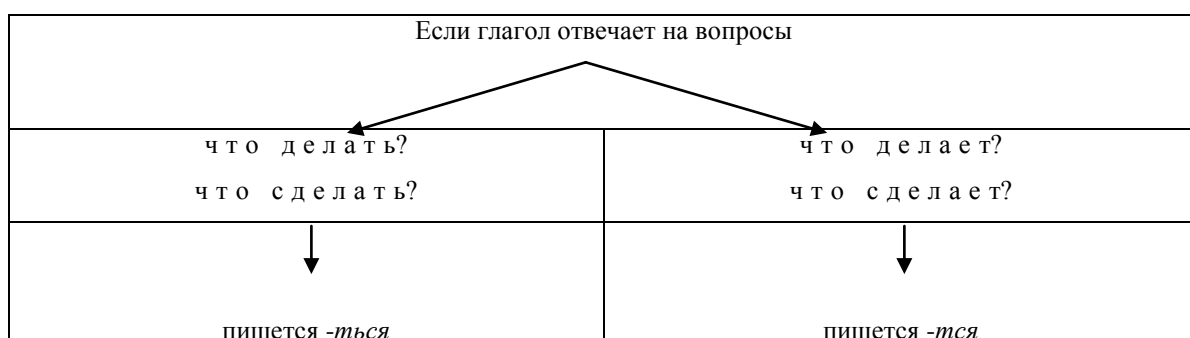 Если глагол отвечает на вопросы
что делать?
что сделать?
что делает?
что сделает?
пишется -ться
пишется -тся